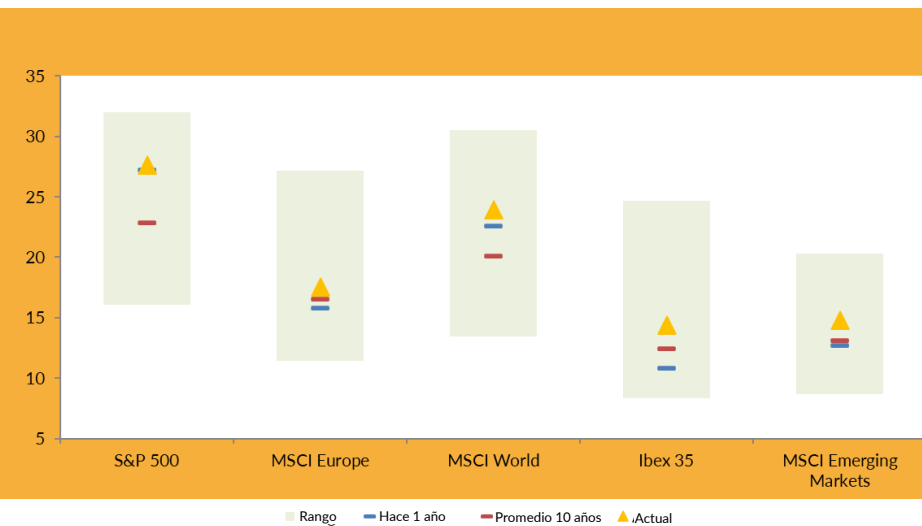 35
30
25
20
15
10
5
S&P 500 MSCI Europe MSCI World Ibex 35 MSCI Emerging
Markets
Rango Hace 1 año Promedio 10 años Actual